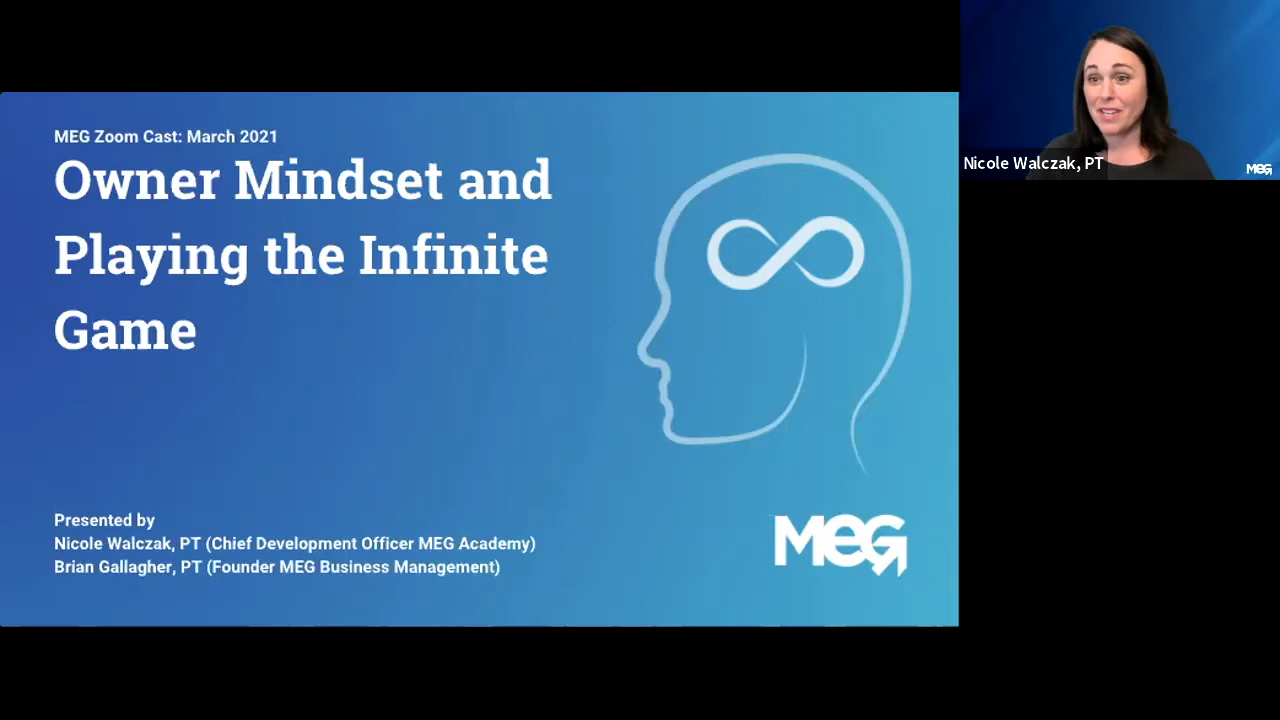 MEG Zoom Cast: March 2021
Owner Mindset and
Playing the Infinite
Game
Presented by
Nicole Walczak, PT (Chief Development Officer MEG Academy)
Brian Gallagher, PT (Founder MEG Business Management)
MEG
Nicole Walczak, PT
MEG